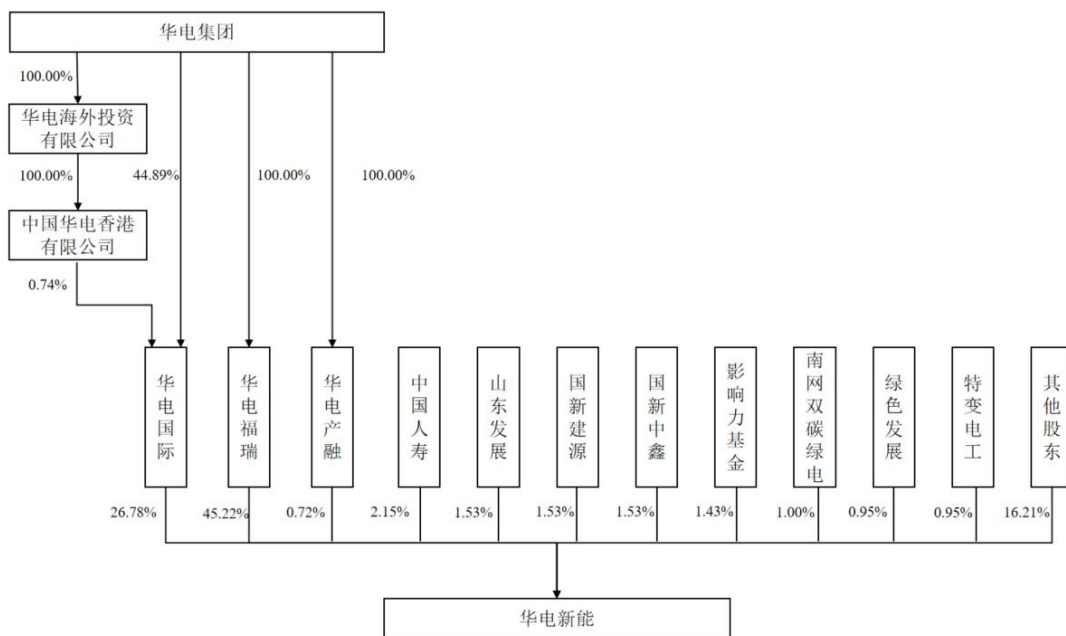 华电集团
100.00%
华电海外投资
有限公司
100.00%
44.89%
100.00%
100.00%
中国华电香港
有限公司
0.74%
华电国际
华电福瑞
华电产融
中国人寿
山东发展
国新建源
国新中鑫
影响力基金
南网双碳绿电
绿色发展
特变电工
其他股东
26.78%
45.22%
0.72%
2.15%
1.53%
1.53%
1.53%
1.43%
1.00%
0.95%
0.95%
16.21%
华电新能